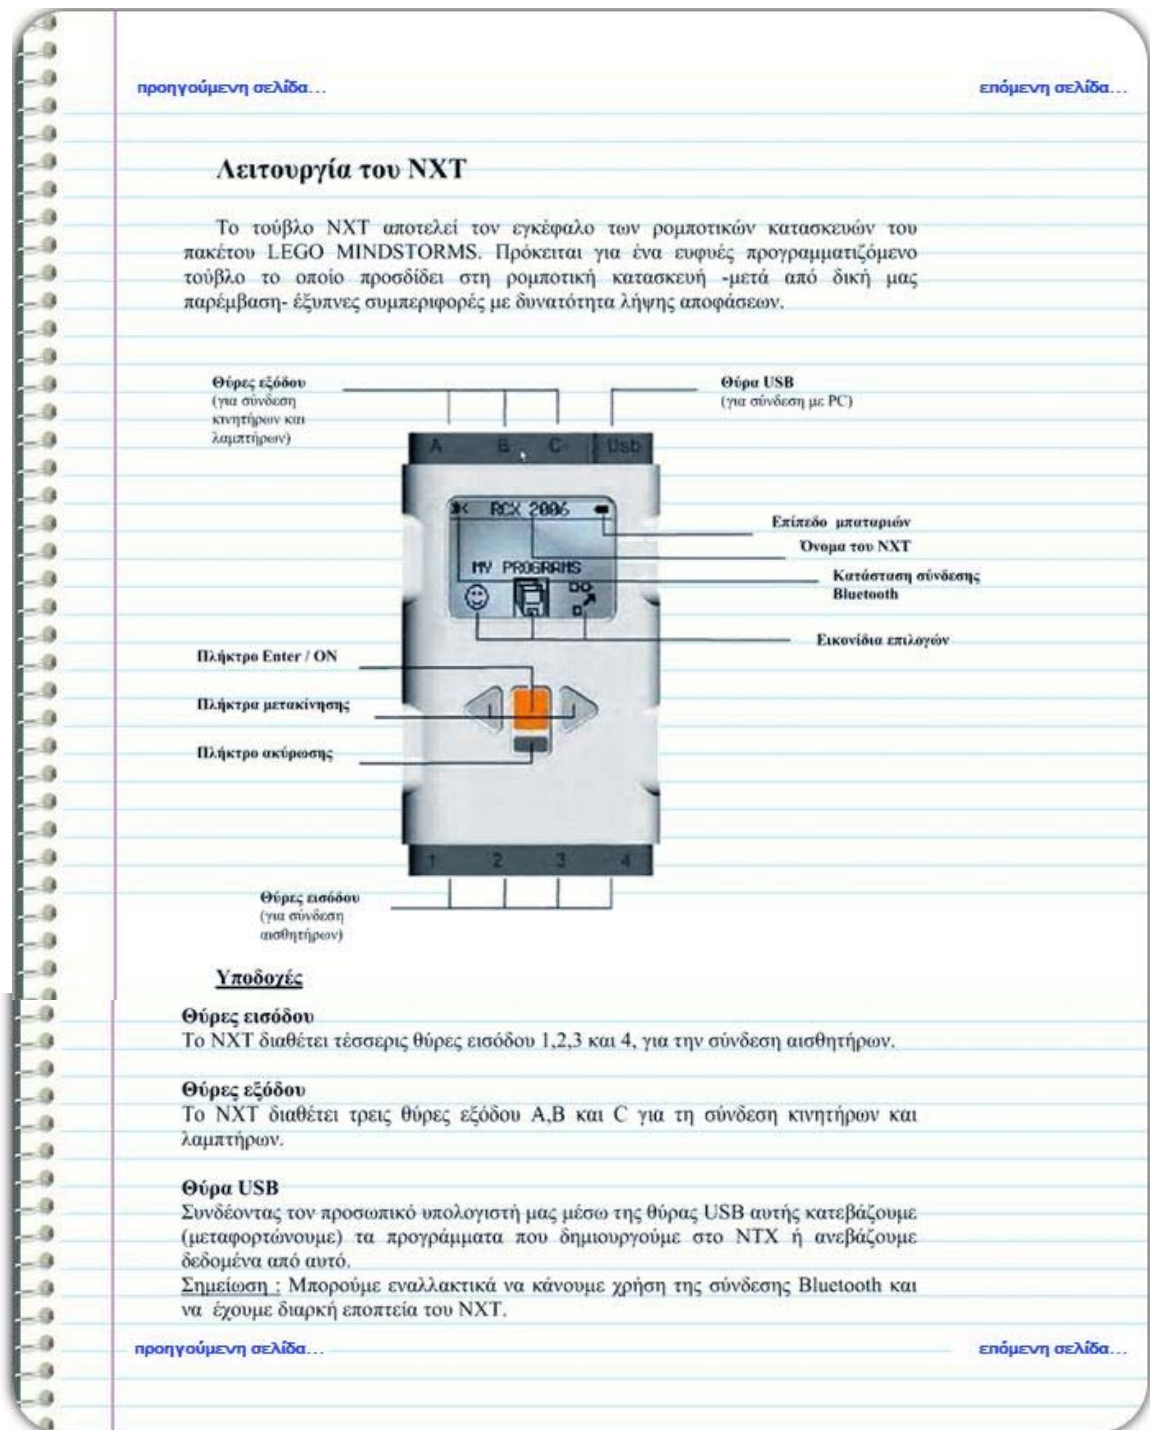 προηγούμενη σελίδα...
επόμενη σελίδα...
Λειτουργία του NXT
Το τούβλο NXT αποτελεί τον εγκέφαλο των ρομποτικών κατασκευών του
πακέτου LEGO MINDSTORMS. Πρόκειται για ένα ευφυές προγραμματιζόμενο
τούβλο το οποίο προσδίδει στη ρομποτική κατασκευή -μετά από δική μας
παρέμβαση- έξυπνες συμπεριφορές με δυνατότητα λήψης αποφάσεων.
Θύρες εξόδου
(για σύνδεση
κινητήρων και
λαμπτήρων)
Θύρα USB
(για σύνδεση με PC)
A B C Usb
RCX 2006
MY PROGRAMS
Επίπεδο μπαταριών
Όνομα του NXT
Κατάσταση σύνδεσης
Bluetooth
Εικονίδια επιλογών
Πλήκτρο Enter / ON
Πλήκτρα μετακίνησης
Πλήκτρο ακύρωσης
1 2 3 4
Θύρες εισόδου
(για σύνδεση
αισθητήρων)
Υποδοχές
Θύρες εισόδου
Το NXT διαθέτει τέσσερις θύρες εισόδου 1,2,3 και 4, για την σύνδεση αισθητήρων.
Θύρες εξόδου
Το NXT διαθέτει τρεις θύρες εξόδου A,B και C για τη σύνδεση κινητήρων και
λαμπτήρων.
Θύρα USB
Συνδέοντας τον προσωπικό υπολογιστή μας μέσω της θύρας USB αυτής κατεβάζουμε
(μεταφορτώνουμε) τα προγράμματα που δημιουργούμε στο NTX ή ανεβάζουμε
δεδομένα από αυτό.
Σημείωση : Μπορούμε εναλλακτικά να κάνουμε χρήση της σύνδεσης Bluetooth και
να έχουμε διαρκή εποπτεία του NXT.
προηγούμενη σελίδα...
επόμενη σελίδα...